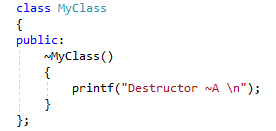 class MyClass
{
public:
    ~MyClass()
    {
        printf("Destructor ~A \n");
    }
};